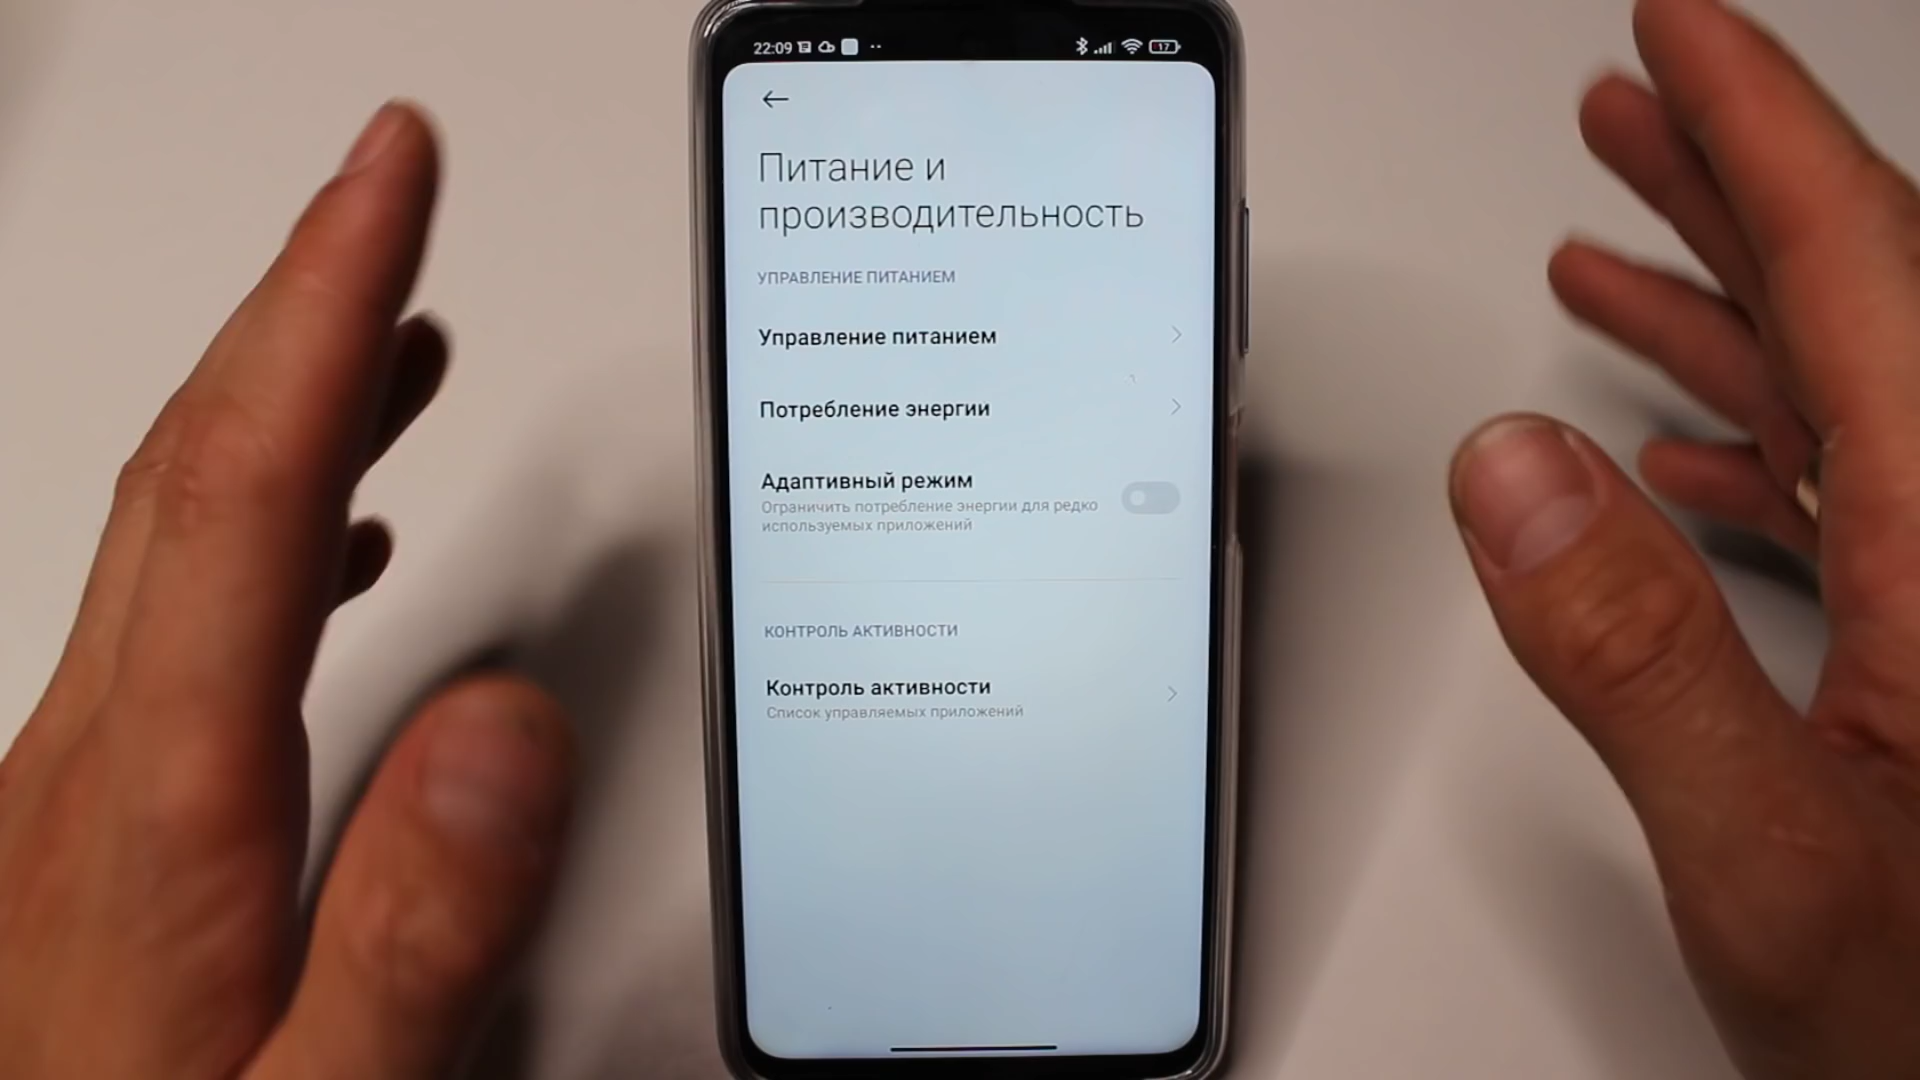 22:09
17
Питание и
производительность
УПРАВЛЕНИЕ ПИТАНИЕМ
Управление питанием
Потребление энергии
Адаптивный режим
Ограничить потребление энергии для редко
используемых приложений
КОНТРОЛЬ АКТИВНОСТИ
Контроль активности
Список управляемых приложений